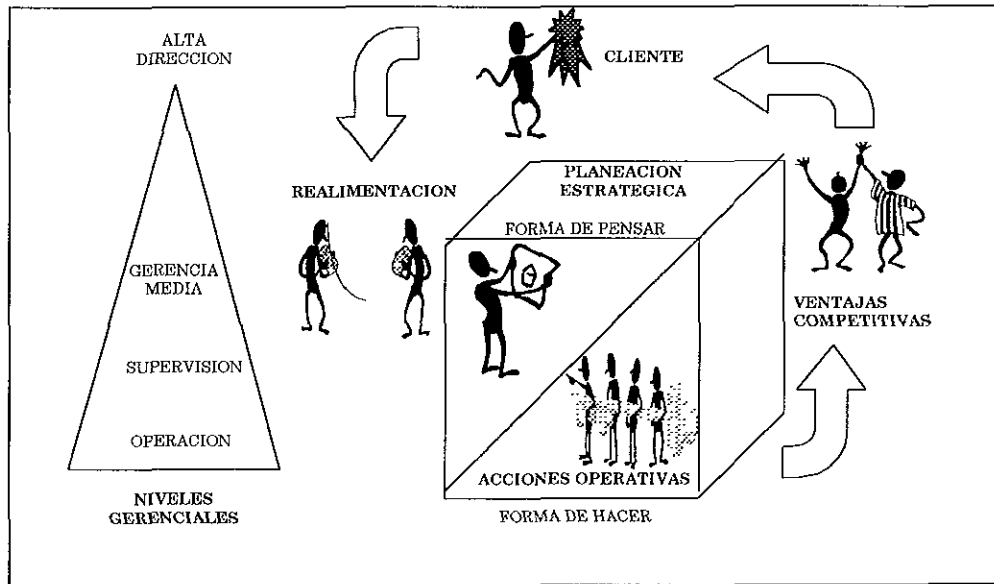 ALTA
DIRECCION
CLIENTE
REALIMENTACION
PLANEACION
ESTRATEGICA
FORMA DE PENSAR
GERENCIA
MEDIA
VENTAJAS
COMPETITIVAS
SUPERVISION
OPERACION
ACCIONES OPERATIVAS
NIVELES
GERENCIALES
FORMA DE HACER